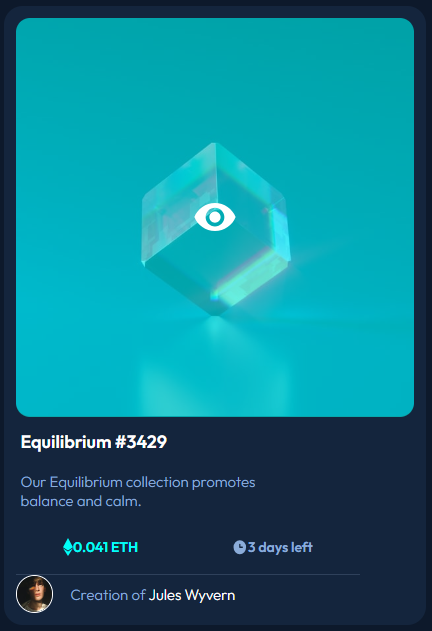 Equilibrium #3429
Our Equilibrium collection promotes
balance and calm.
0.041 ETH 3 days left
Creation of Jules Wyvern